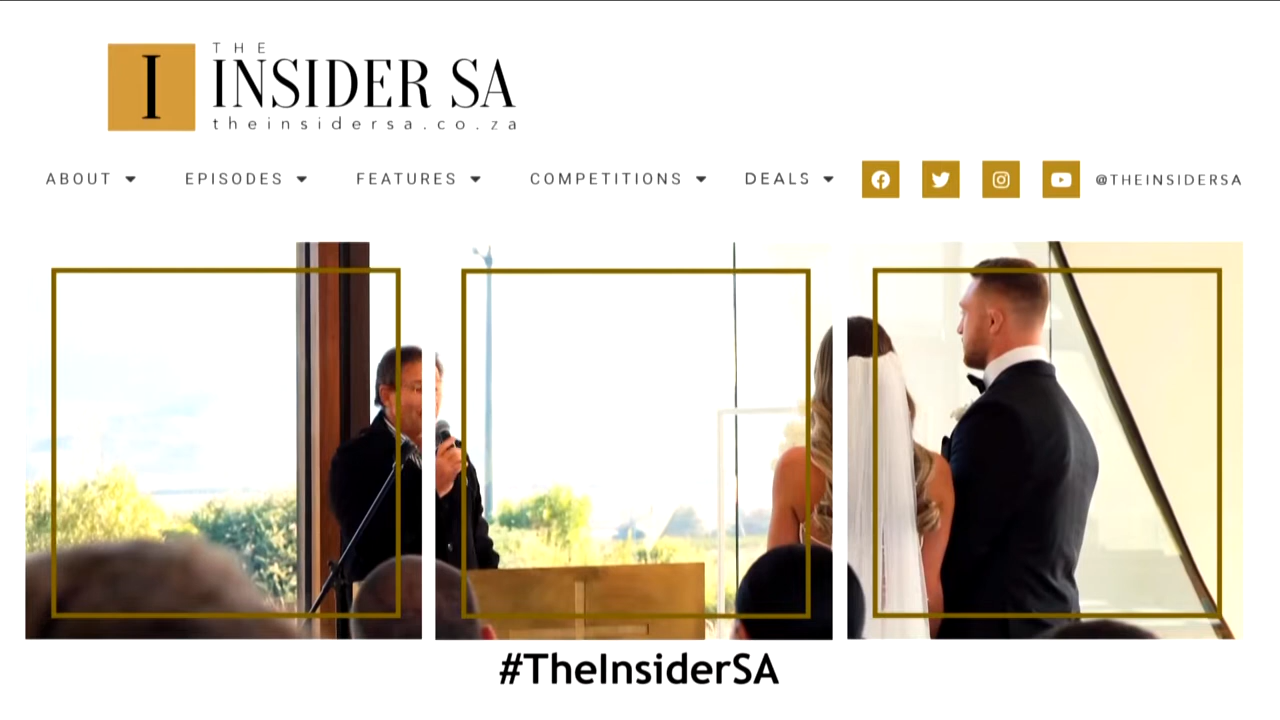 I
THE
INSIDER SA
theinsidersa.co.za
ABOUT EPISODES FEATURES COMPETITIONS DEALS @THEINSIDERSA
#TheInsiderSA